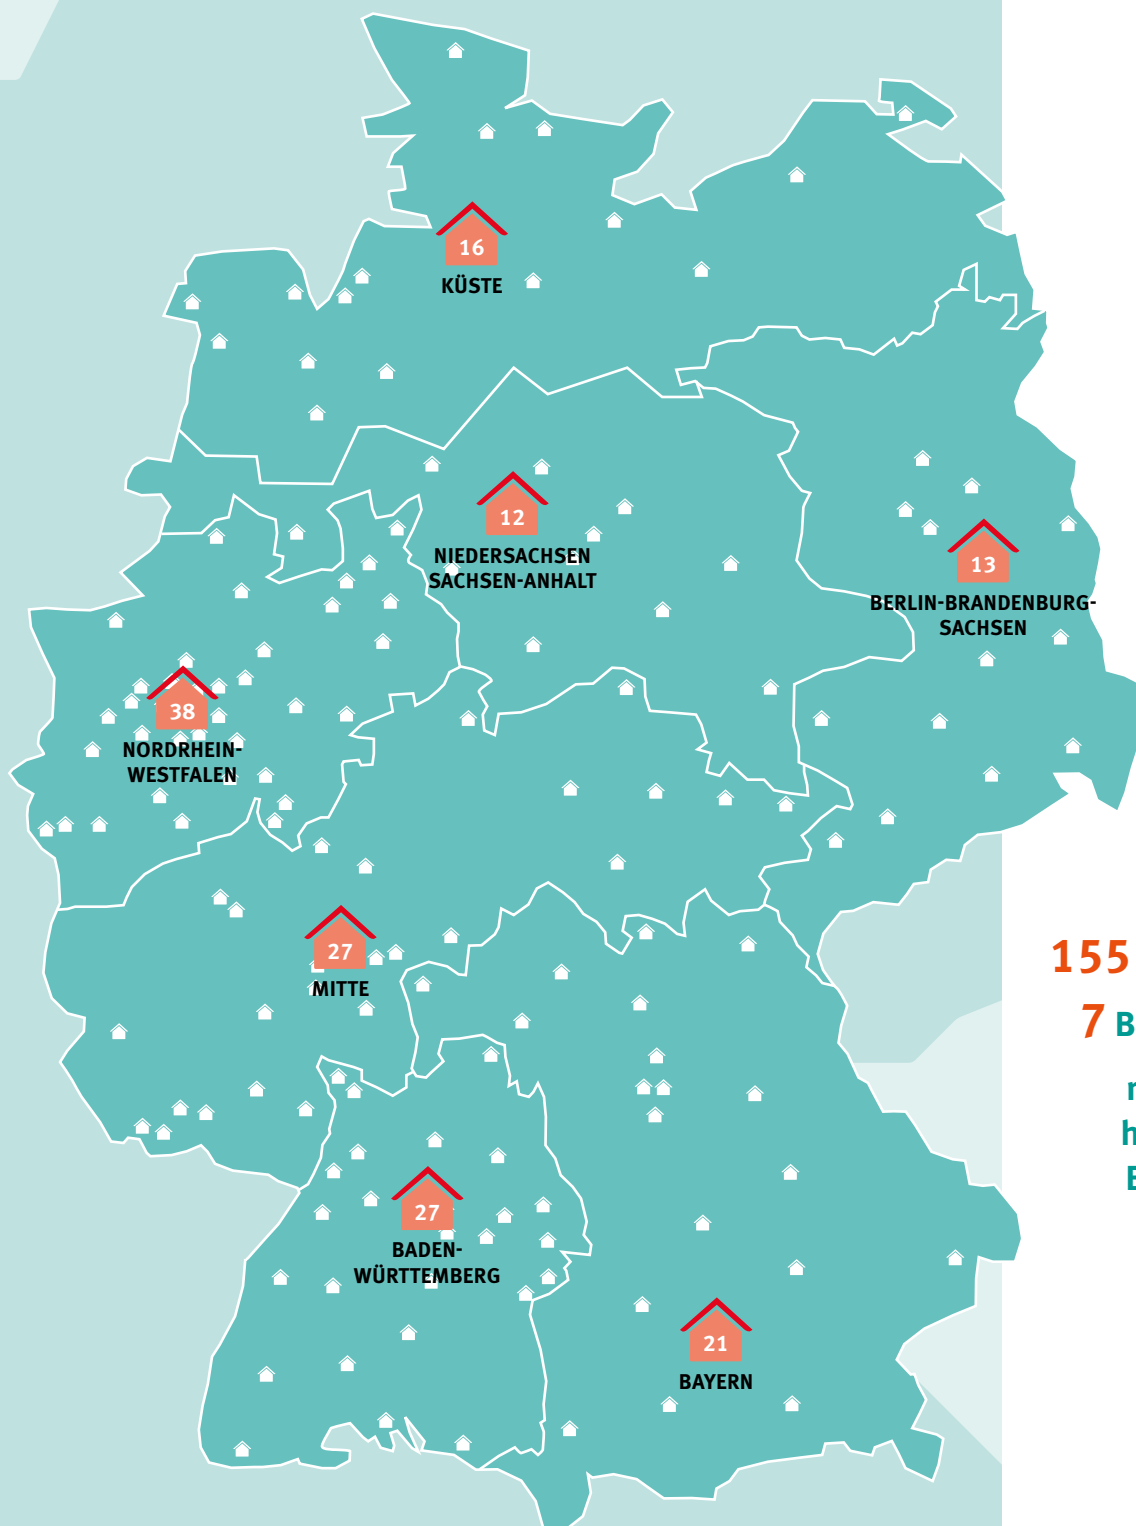 16
KÜSTE
12
NIEDERSACHSEN
SACHSEN-ANHALT
13
BERLIN-BRANDENBURG-
SACHSEN
38
NORDRHEIN-
WESTFALEN
27
MITTE
155
7 B
27
BADEN-
WÜRTTEMBERG
21
BAYERN